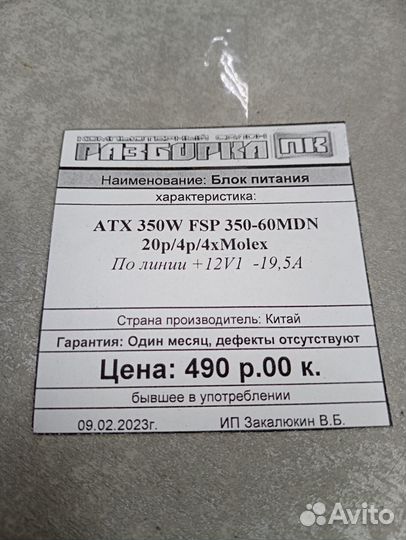 КОМПЬЮТЕРНЫЙ САЛОН
РАЗБОРКА ПК
Наименование: Блок питания
характеристика:
ATX 350W FSP 350-60MDN
20p/4p/4xMolex
По линии +12V1 -19,5A
Страна производитель: Китай
Гарантия: Один месяц, дефекты отсутствуют
Цена: 490 р.00 к.
бывшее в употреблении
09.02.2023г. ИП Закалюкин В.Б.
Avito